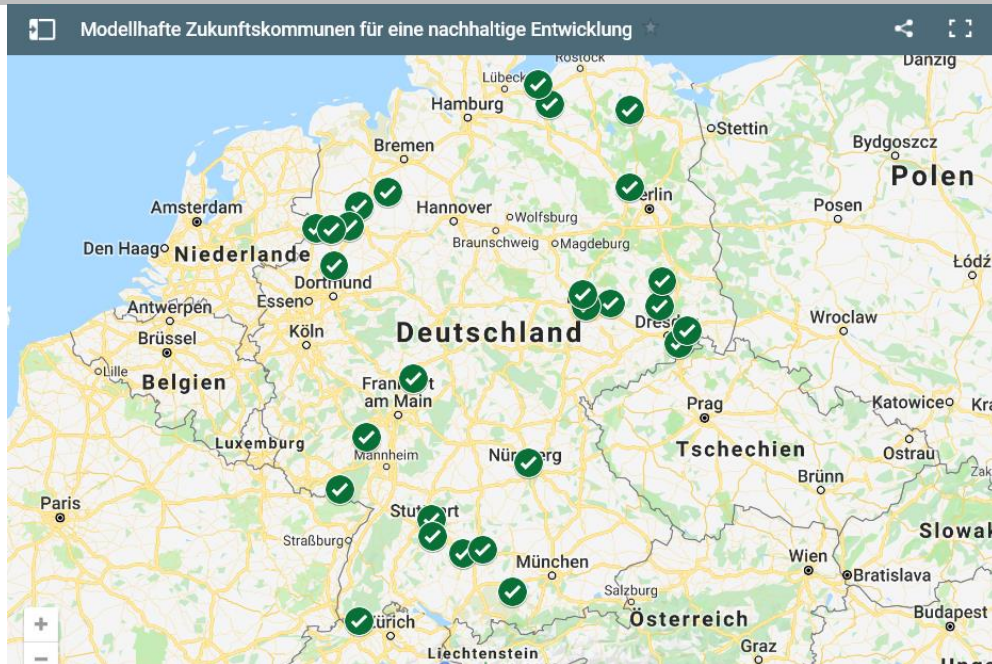 Modellhafte Zukunftskommunen für eine nachhaltige Entwicklung
Rostock
Danzig
Lübeck
Hamburg
Stettin
Bremen
Bydgoszcz
Polen
Amsterdam
Hannover
Wolfsburg
Posen
Den Haag
Niederlande
Braunschweig
Magdeburg
Łódź
Dortmund
Essen
Antwerpen
Wroclaw
Brüssel
Köln
Deutschland
Lille
Belgien
am Main
Prag
Katowice
Luxemburg
Mannheim
Tschechien
Ostrau
Brünn
Paris
Straßburg
Wien
München
Bratislava
Salzburg
Österreich
Budapest
Liechtenstein
Graz
+
−